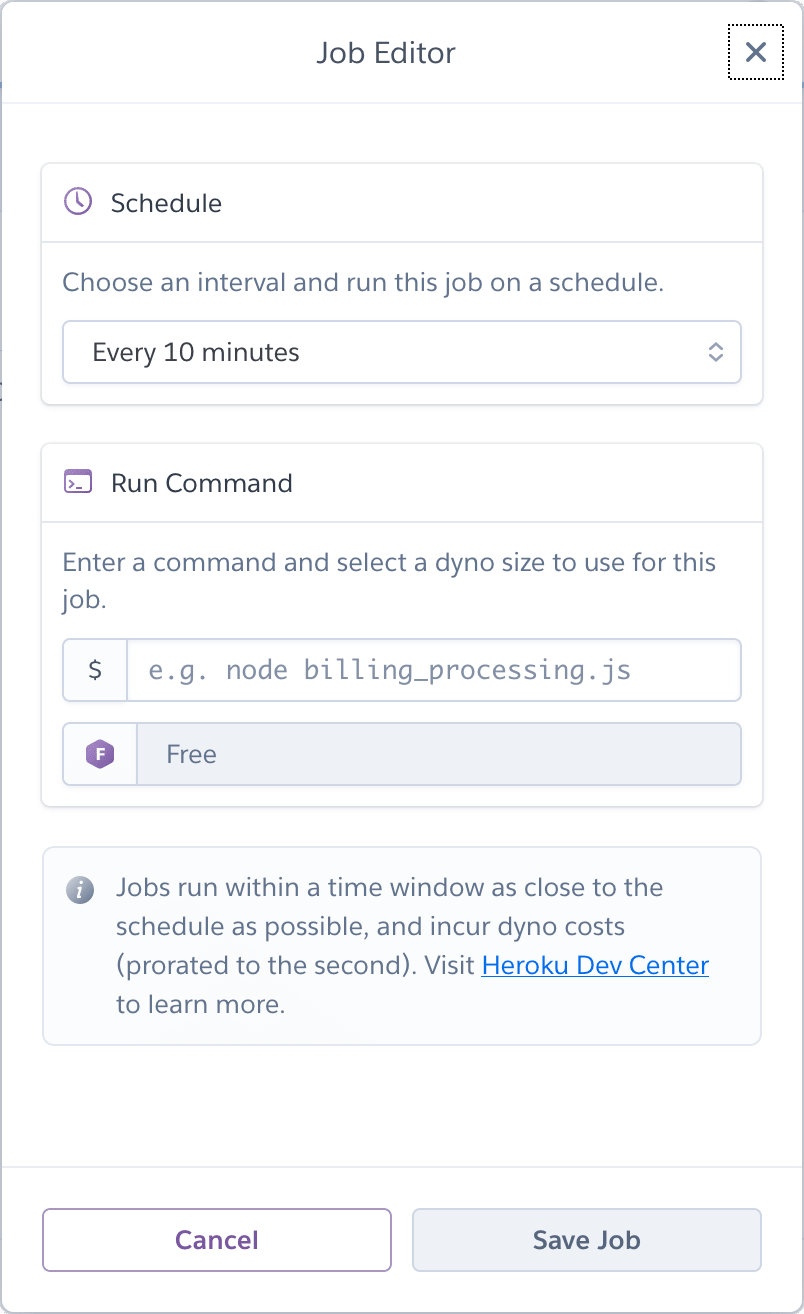 Job Editor
Schedule
Choose an interval and run this job on a schedule.
Every 10 minutes
Run Command
Enter a command and select a dyno size to use for this
job.
$ e.g. node billing_processing.js
F Free
Jobs run within a time window as close to the
schedule as possible, and incur dyno costs
(prorated to the second). Visit Heroku Dev Center
to learn more.
Cancel Save Job